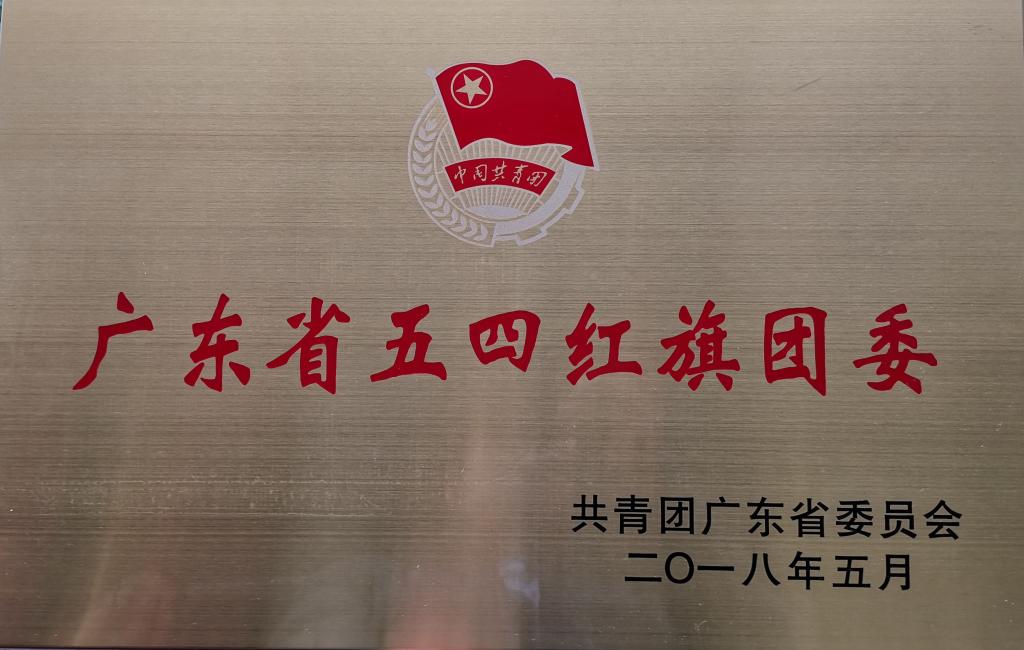 中国共青团
广东省五四红旗团委
共青团广东省委员会
二〇一八年五月